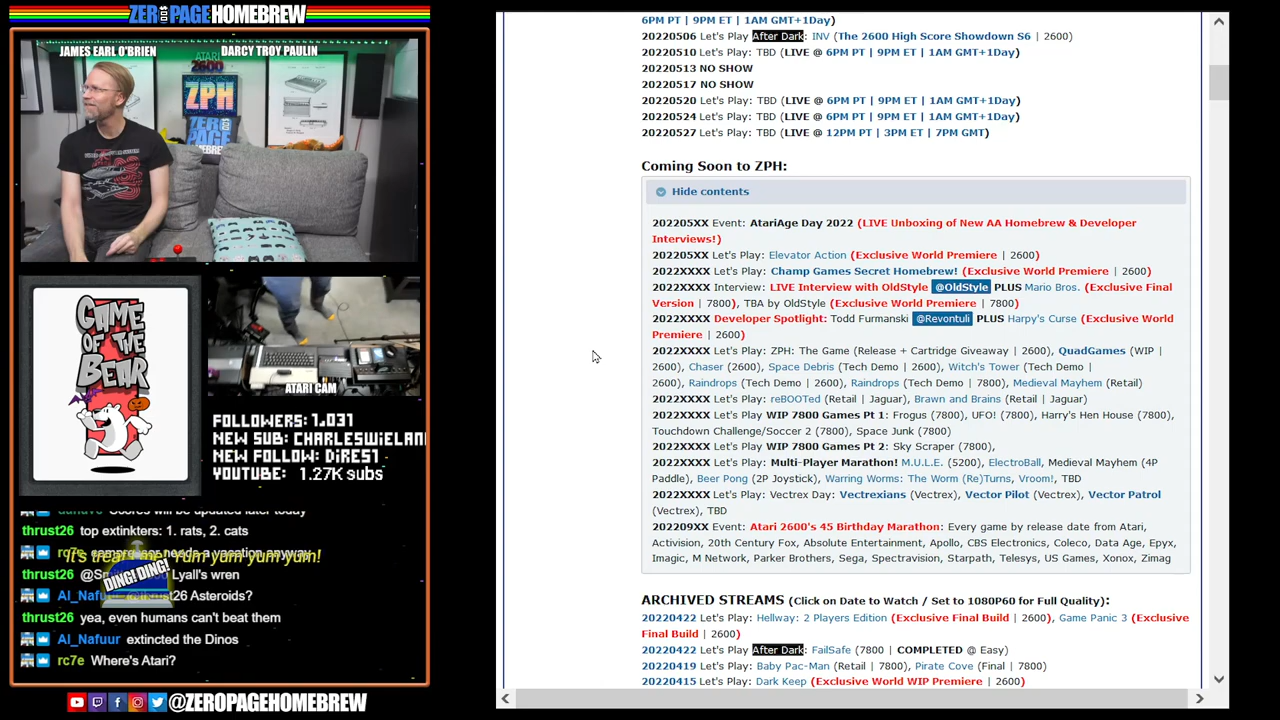 ZEROPAGEHOMEBREW
JAMES EARL O'BRIEN
DARCY TROY PAULIN
ATARI
2600
ZPH
GAME
OF THE
BEAR
ATARI CAM
FOLLOWERS: 1.031
NEW SUB: CHARLESWIELAN
NEW FOLLOW: DIRES1
YOUTUBE: 1.27K subs
Scores will be updated later today
thrust26 top extinkters: 1. rats, 2. cats
rc7e compressor needs a vacation anyway
thrust26 Lyall's wren
Al_Nafuur @thrust26 Asteroids?
DING! DING!
thrust26 yea, even humans can't beat them
Al_Nafuur extincted the Dinos
rc7e Where's Atari?
@ZEROPAGEHOMEBREW
6PM PT | 9PM ET | 1AM GMT+1Day)
20220506 Let's Play After Dark: INV (The 2600 High Score Showdown S6 | 2600)
20220510 Let's Play: TBD (LIVE @ 6PM PT | 9PM ET | 1AM GMT+1Day)
20220513 NO SHOW
20220517 NO SHOW
20220520 Let's Play: TBD (LIVE @ 6PM PT | 9PM ET | 1AM GMT+1Day)
20220524 Let's Play: TBD (LIVE @ 6PM PT | 9PM ET | 1AM GMT+1Day)
20220527 Let's Play: TBD (LIVE @ 12PM PT | 3PM ET | 7PM GMT)
Coming Soon to ZPH:
Hide contents
202205XX Event: AtariAge Day 2022 (LIVE Unboxing of New AA Homebrew & Developer
Interviews!)
202205XX Let's Play: Elevator Action (Exclusive World Premiere | 2600)
2022XXXX Let's Play: Champ Games Secret Homebrew! (Exclusive World Premiere | 2600)
2022XXXX Interview: LIVE Interview with OldStyle @OldStyle PLUS Mario Bros. (Exclusive Final
Version | 7800), TBA by OldStyle (Exclusive World Premiere | 7800)
2022XXXX Developer Spotlight: Todd Furmanski @Revontuli PLUS Harpy's Curse (Exclusive World
Premiere | 2600)
2022XXXX Let's Play: ZPH: The Game (Release + Cartridge Giveaway | 2600), QuadGames (WIP |
2600), Chaser (2600), Space Debris (Tech Demo | 2600), Witch's Tower (Tech Demo |
2600), Raindrops (Tech Demo | 2600), Raindrops (Tech Demo | 7800), Medieval Mayhem (Retail)
2022XXXX Let's Play: reBOOTed (Retail | Jaguar), Brawn and Brains (Retail | Jaguar)
2022XXXX Let's Play WIP 7800 Games Pt 1: Frogus (7800), UFO! (7800), Harry's Hen House (7800),
Touchdown Challenge/Soccer 2 (7800), Space Junk (7800)
2022XXXX Let's Play WIP 7800 Games Pt 2: Sky Scraper (7800),
2022XXXX Let's Play: Multi-Player Marathon! M.U.L.E. (5200), ElectroBall, Medieval Mayhem (4P
Paddle), Beer Pong (2P Joystick), Warring Worms: The Worm (Re)Turns, Vroom!, TBD
2022XXXX Let's Play: Vectrex Day: Vectrexians (Vectrex), Vector Pilot (Vectrex), Vector Patrol
(Vectrex), TBD
202209XX Event: Atari 2600's 45 Birthday Marathon: Every game by release date from Atari,
Activision, 20th Century Fox, Absolute Entertainment, Apollo, CBS Electronics, Coleco, Data Age, Epyx,
Imagic, M Network, Parker Brothers, Sega, Spectravision, Starpath, Telesys, US Games, Xonox, Zimag
ARCHIVED STREAMS (Click on Date to Watch / Set to 1080P60 for Full Quality):
20220422 Let's Play: Hellway: 2 Players Edition (Exclusive Final Build | 2600), Game Panic 3 (Exclusive
Final Build | 2600)
20220422 Let's Play After Dark: FailSafe (7800 | COMPLETED @ Easy)
20220419 Let's Play: Baby Pac-Man (Retail | 7800), Pirate Cove (Final | 7800)
20220415 Let's Play: Dark Keep (Exclusive World WIP Premiere | 2600)